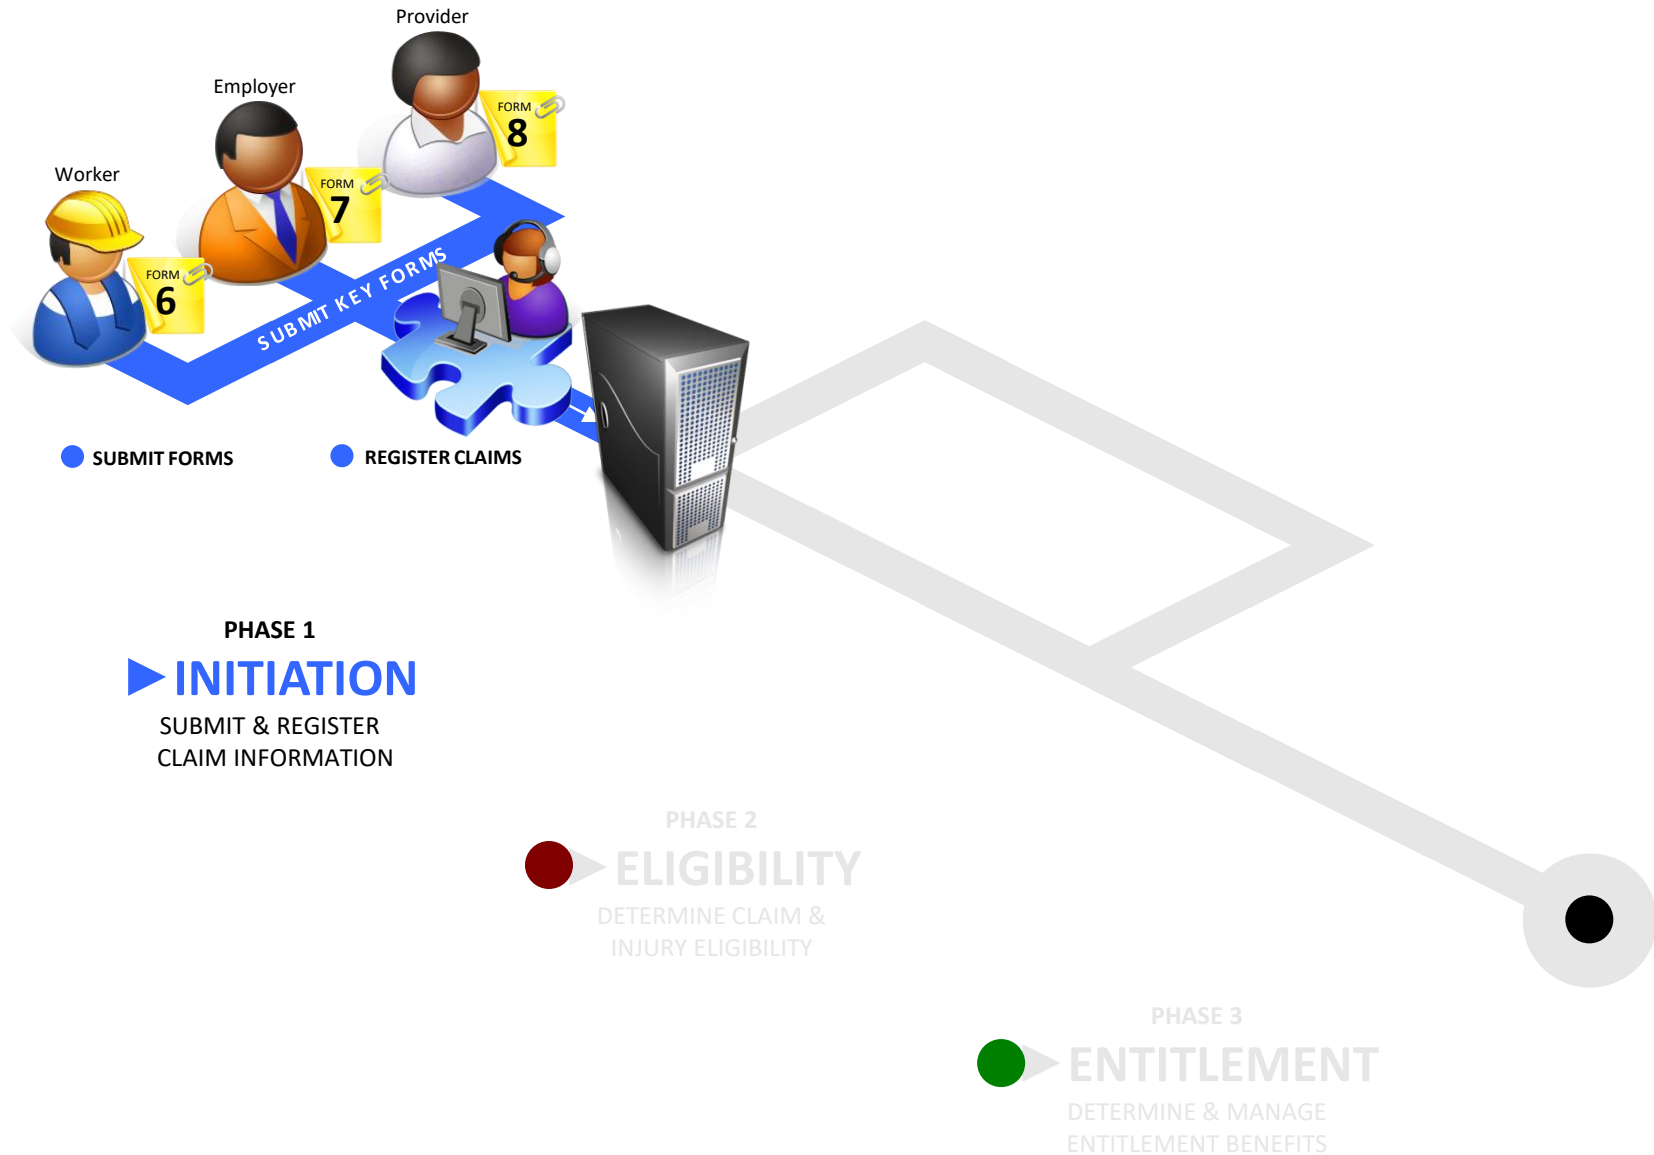 Provider
FORM
8
Employer
FORM
7
Worker
FORM
6
SUBMIT KEY FORMS
SUBMIT FORMS
REGISTER CLAIMS
PHASE 1
INITIATION
SUBMIT & REGISTER
CLAIM INFORMATION
PHASE 2
ELIGIBILITY
DETERMINE CLAIM &
INJURY ELIGIBILITY
PHASE 3
ENTITLEMENT
DETERMINE & MANAGE
ENTITLEMENT BENEFITS